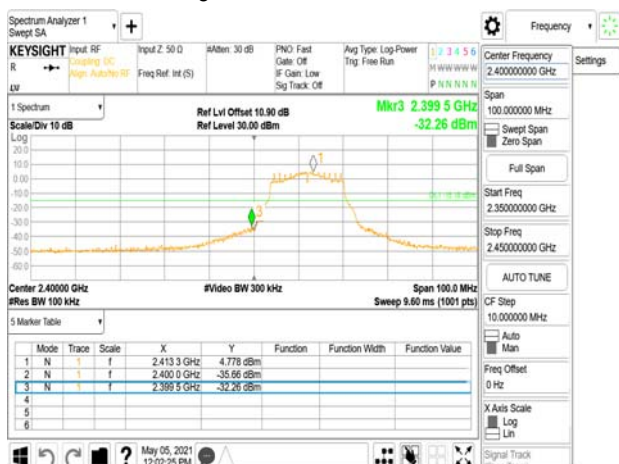 Spectrum Analyzer 1
Swept SA
Frequency
KEYSIGHT
R
Input: RF
Coupling: DC
Align: Auto/No RF
Input Z: 50 Ω
Freq Ref: Int (S)
#Atten: 30 dB
PNO: Fast
Gate: Off
IF Gain: Low
Sig Track: Off
Avg Type: Log-Power
Trig: Free Run
1 2 3 4 5 6
M W W W W W
P N N N N N
Center Frequency
2.400000000 GHz
Settings
Span
100.000000 MHz
Swept Span
Zero Span
Full Span
Start Freq
2.350000000 GHz
Stop Freq
2.450000000 GHz
AUTO TUNE
CF Step
10.000000 MHz
Auto
Man
Freq Offset
0 Hz
X Axis Scale
Log
Lin
Signal Track
1 Spectrum
Scale/Div 10 dB
Ref Lvl Offset 10.90 dB
Ref Level 30.00 dBm
Mkr3 2.399 5 GHz
-32.26 dBm
Log
20.0
10.0
0.00
-10.0
-20.0
-30.0
-40.0
-50.0
-60.0
1
3
Center 2.40000 GHz
#Res BW 100 kHz
#Video BW 300 kHz
Span 100.0 MHz
Sweep 9.60 ms (1001 pts)
5 Marker Table
Mode Trace Scale X Y Function Function Width Function Value
1 N 1 f 2.413 3 GHz 4.778 dBm
2 N 1 f 2.400 0 GHz -35.66 dBm
3 N 1 f 2.399 5 GHz -32.26 dBm
4
5
6
May 05, 2021
12:02:25 PM